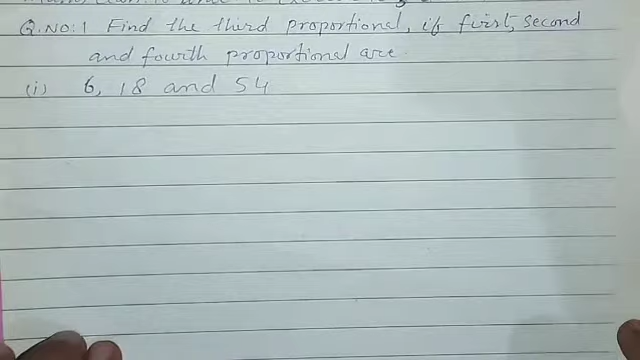 Q.NO:1 Find the third proportional, if first, second
and fourth proportional are.
(i) 6, 18 and 54